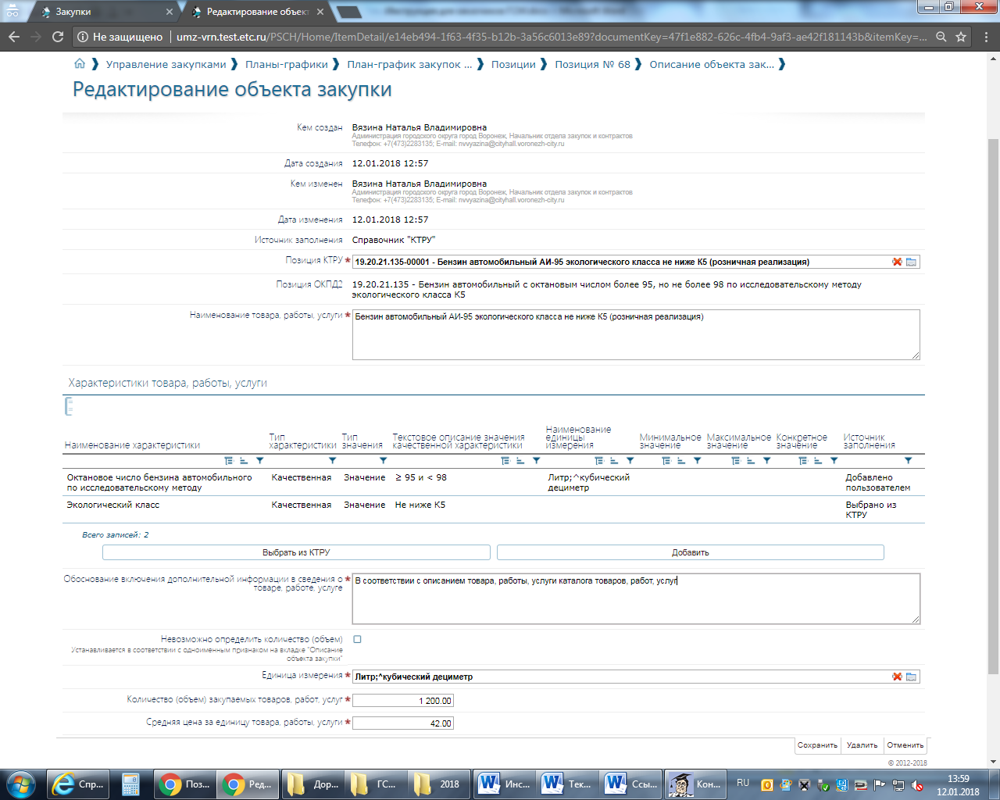 Закупки
Редактирование объект
Не защищено umz-vrn.test.etc.ru/PSCH/Home/ItemDetail/e14eb494-1f63-4f35-b12b-3a56c6013e89?documentKey=47f1e882-626c-4fb4-9af3-ae42f181143b&itemKey=...
Управление закупками Планы-графики План-график закупок ... Позиции Позиция № 68 Описание объекта зак...
Редактирование объекта закупки
Кем создан Вязина Наталья Владимировна
Администрация городского округа город Воронеж, Начальник отдела закупок и контрактов
Телефон: +7(473)2283135; E-mail: nvvyazina@cityhall.voronezh-city.ru
Дата создания 12.01.2018 12:57
Кем изменен Вязина Наталья Владимировна
Администрация городского округа город Воронеж, Начальник отдела закупок и контрактов
Телефон: +7(473)2283135; E-mail: nvvyazina@cityhall.voronezh-city.ru
Дата изменения 12.01.2018 12:57
Источник заполнения Справочник "КТРУ"
Позиция КТРУ * 19.20.21.135-00001 - Бензин автомобильный АИ-95 экологического класса не ниже К5 (розничная реализация)
Позиция ОКПД2 19.20.21.135 - Бензин автомобильный с октановым числом более 95, но не более 98 по исследовательскому методу
экологического класса К5
Наименование товара, работы, услуги * Бензин автомобильный АИ-95 экологического класса не ниже К5 (розничная реализация)
Характеристики товара, работы, услуги
Наименование характеристики
Тип
характеристики
Тип
значения
Текстовое описание значения
качественной характеристики
Наименование
единицы
измерения
Минимальное
значение
Максимальное
значение
Конкретное
значение
Источник
заполнения
Октановое число бензина автомобильного
по исследовательскому методу
Качественная
Значение
≥ 95 и < 98
Литр;^кубический
дециметр
Добавлено
пользователем
Экологический класс
Качественная
Значение
Не ниже К5
Выбрано из
КТРУ
Всего записей: 2
Выбрать из КТРУ
Добавить
Обоснование включения дополнительной информации в сведения о *
товаре, работе, услуге
В соответствии с описанием товара, работы, услуги каталога товаров, работ, услуг
Невозможно определить количество (объем)
Устанавливается в соответствии с одноименным признаком на вкладке "Описание
объекта закупки"
Единица измерения * Литр;^кубический дециметр
Количество (объем) закупаемых товаров, работ, услуг * 1 200.00
Средняя цена за единицу товара, работы, услуги * 42.00
Сохранить Удалить Отменить
© 2012-2018
Спр... Поз... Ред... Дор... ГС... 2018 Инс... Тек... Ссы... Кон... RU 13:59
12.01.2018